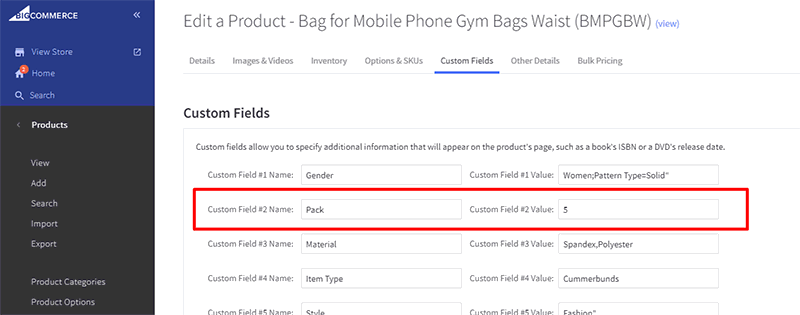 BIGCOMMERCE «
View Store
2
Home
Search
Products
View
Add
Search
Import
Export
Product Categories
Product Options
Edit a Product - Bag for Mobile Phone Gym Bags Waist (BMPGBW) (view)
Details Images & Videos Inventory Options & SKUs Custom Fields Other Details Bulk Pricing
Custom Fields
Custom fields allow you to specify additional information that will appear on the product's page, such as a book's ISBN or a DVD's release date.
Custom Field #1 Name: Gender Custom Field #1 Value: Women;Pattern Type=Solid"
Custom Field #2 Name: Pack Custom Field #2 Value: 5
Custom Field #3 Name: Material Custom Field #3 Value: Spandex,Polyester
Custom Field #4 Name: Item Type Custom Field #4 Value: Cummerbunds
Custom Field #5 Name: Style Custom Field #5 Value: Fashion"